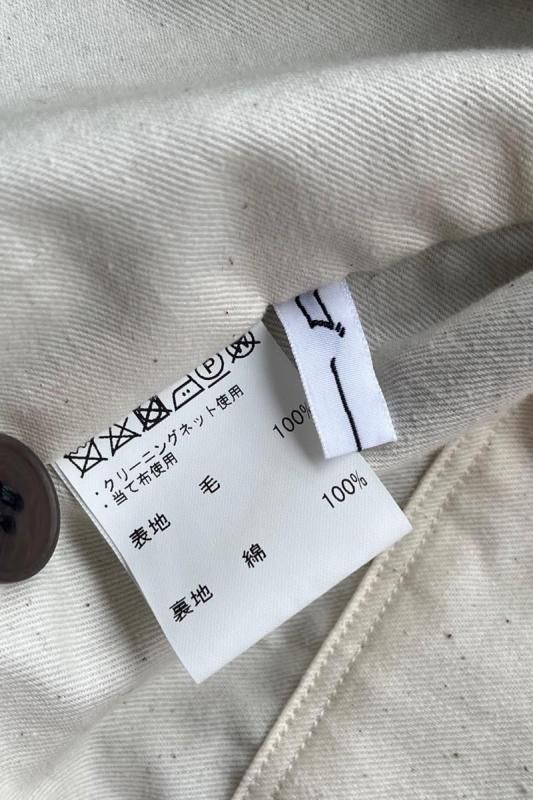 P
・クリーニングネット使用
・当て布使用
表地 毛 100%
裏地 綿 100%